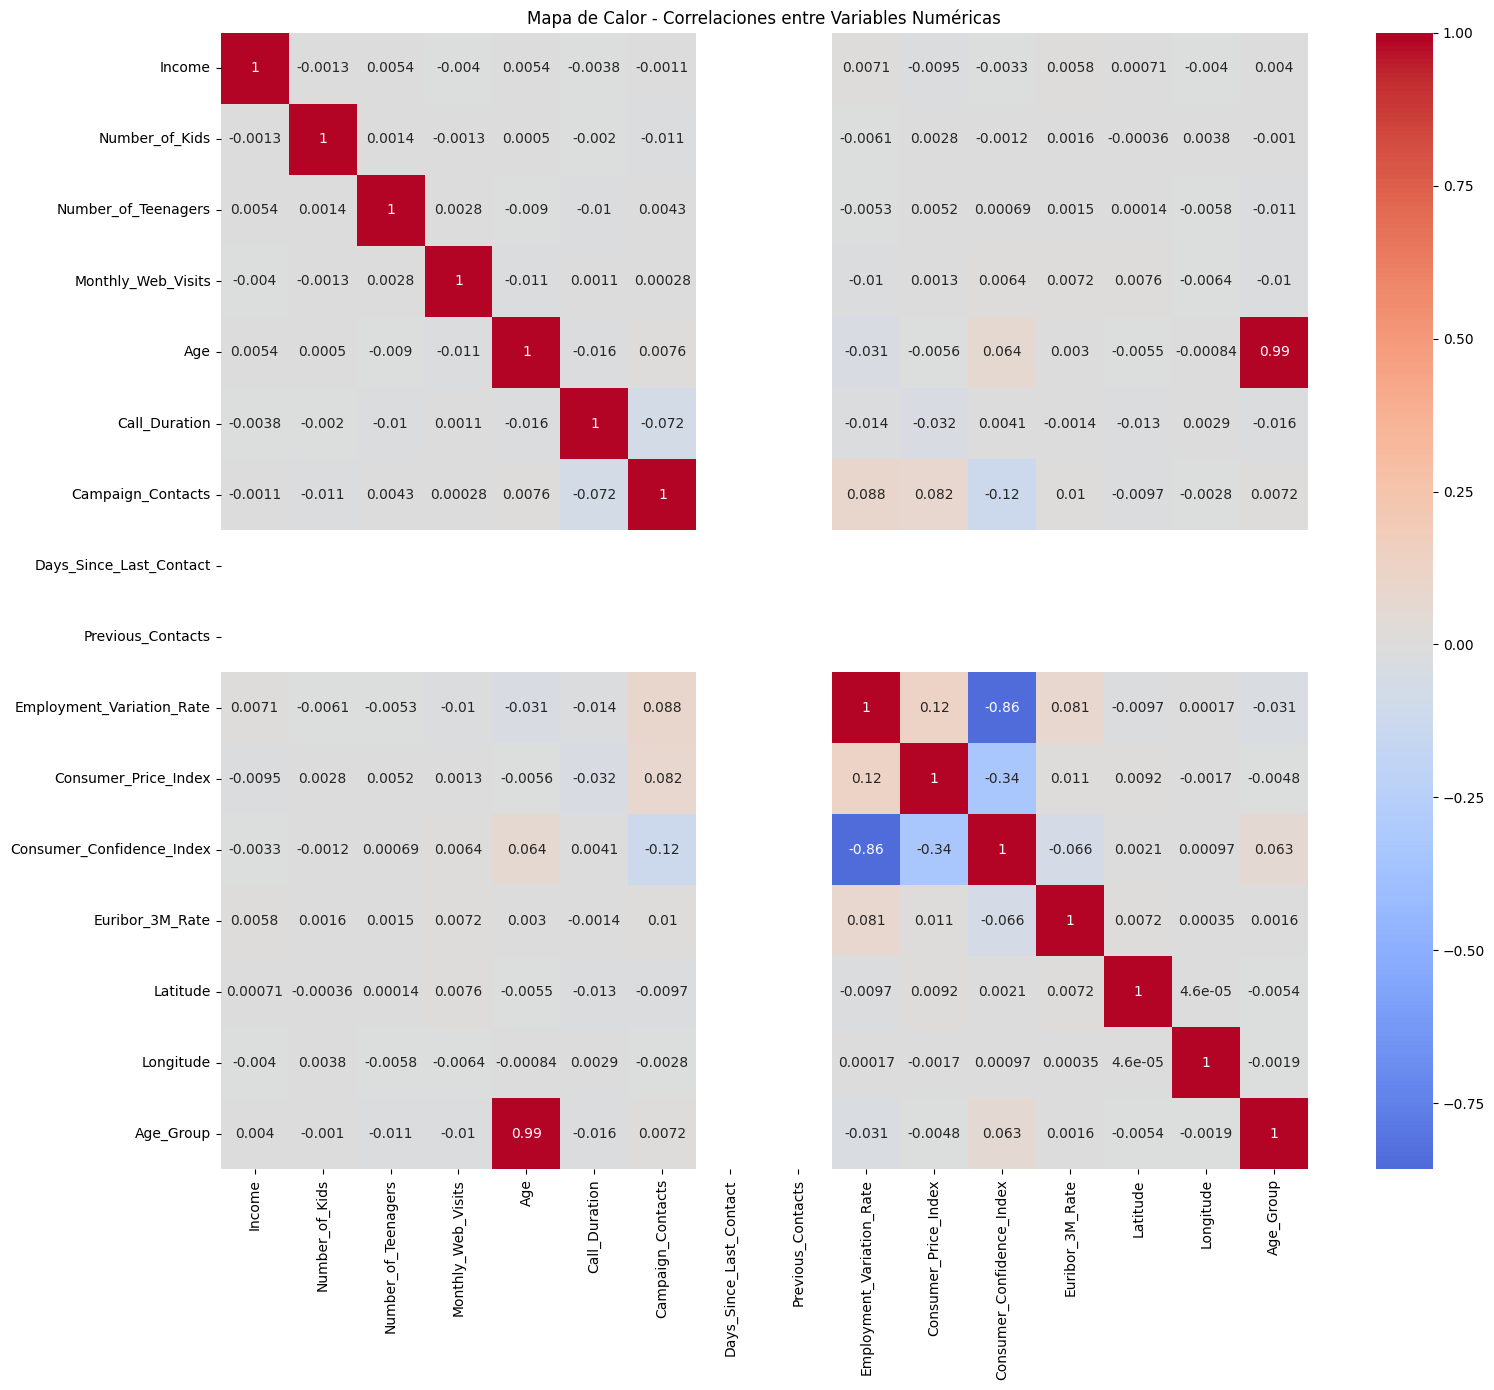 Mapa de Calor - Correlaciones entre Variables Numéricas
Income 1 -0.0013 0.0054 -0.004 0.0054 -0.0038 -0.0011 0.0071 -0.0095 -0.0033 0.0058 0.00071 -0.004 0.004
Number_of_Kids -0.0013 1 0.0014 -0.0013 0.0005 -0.002 -0.011 -0.0061 0.0028 -0.0012 0.0016 -0.00036 0.0038 -0.001
Number_of_Teenagers 0.0054 0.0014 1 0.0028 -0.009 -0.01 0.0043 -0.0053 0.0052 0.00069 0.0015 0.00014 -0.0058 -0.011
Monthly_Web_Visits -0.004 -0.0013 0.0028 1 -0.011 0.0011 0.00028 -0.01 0.0013 0.0064 0.0072 0.0076 -0.0064 -0.01
Age 0.0054 0.0005 -0.009 -0.011 1 -0.016 0.0076 -0.031 -0.0056 0.064 0.003 -0.0055 -0.00084 0.99
Call_Duration -0.0038 -0.002 -0.01 0.0011 -0.016 1 -0.072 -0.014 -0.032 0.0041 -0.0014 -0.013 0.0029 -0.016
Campaign_Contacts -0.0011 -0.011 0.0043 0.00028 0.0076 -0.072 1 0.088 0.082 -0.12 0.01 -0.0097 -0.0028 0.0072
Days_Since_Last_Contact
Previous_Contacts
Employment_Variation_Rate 0.0071 -0.0061 -0.0053 -0.01 -0.031 -0.014 0.088 1 0.12 -0.86 0.081 -0.0097 0.00017 -0.031
Consumer_Price_Index -0.0095 0.0028 0.0052 0.0013 -0.0056 -0.032 0.082 0.12 1 -0.34 0.011 0.0092 -0.0017 -0.0048
Consumer_Confidence_Index -0.0033 -0.0012 0.00069 0.0064 0.064 0.0041 -0.12 -0.86 -0.34 1 -0.066 0.0021 0.00097 0.063
Euribor_3M_Rate 0.0058 0.0016 0.0015 0.0072 0.003 -0.0014 0.01 0.081 0.011 -0.066 1 0.0072 0.00035 0.0016
Latitude 0.00071 -0.00036 0.00014 0.0076 -0.0055 -0.013 -0.0097 -0.0097 0.0092 0.0021 0.0072 1 4.6e-05 -0.0054
Longitude -0.004 0.0038 -0.0058 -0.0064 -0.00084 0.0029 -0.0028 0.00017 -0.0017 0.00097 0.00035 4.6e-05 1 -0.0019
Age_Group 0.004 -0.001 -0.011 -0.01 0.99 -0.016 0.0072 -0.031 -0.0048 0.063 0.0016 -0.0054 -0.0019 1
Income
Number_of_Kids
Number_of_Teenagers
Monthly_Web_Visits
Age
Call_Duration
Campaign_Contacts
Days_Since_Last_Contact
Previous_Contacts
Employment_Variation_Rate
Consumer_Price_Index
Consumer_Confidence_Index
Euribor_3M_Rate
Latitude
Longitude
Age_Group
1.00
0.75
0.50
0.25
0.00
−0.25
−0.50
−0.75